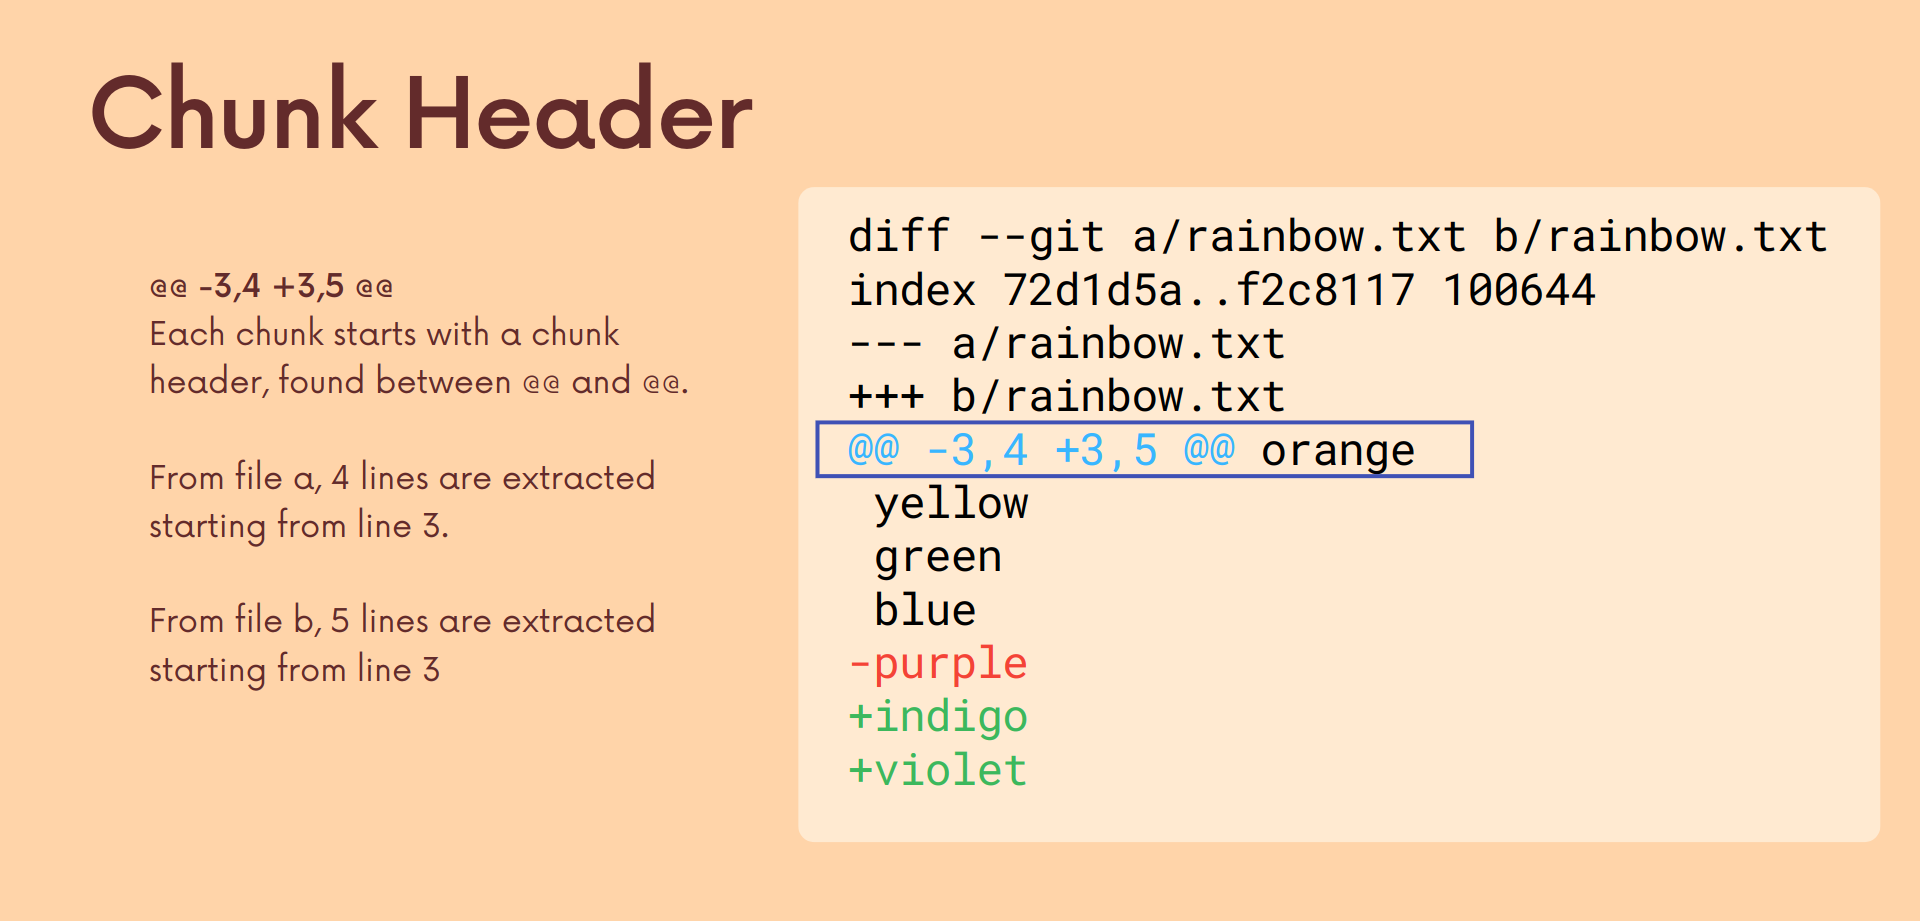 Chunk Header
@@ -3,4 +3,5 @@
Each chunk starts with a chunk
header, found between @@ and @@.
From file a, 4 lines are extracted
starting from line 3.
From file b, 5 lines are extracted
starting from line 3
diff --git a/rainbow.txt b/rainbow.txt
index 72d1d5a..f2c8117 100644
--- a/rainbow.txt
+++ b/rainbow.txt
@@ -3,4 +3,5 @@ orange
 yellow
 green
 blue
-purple
+indigo
+violet